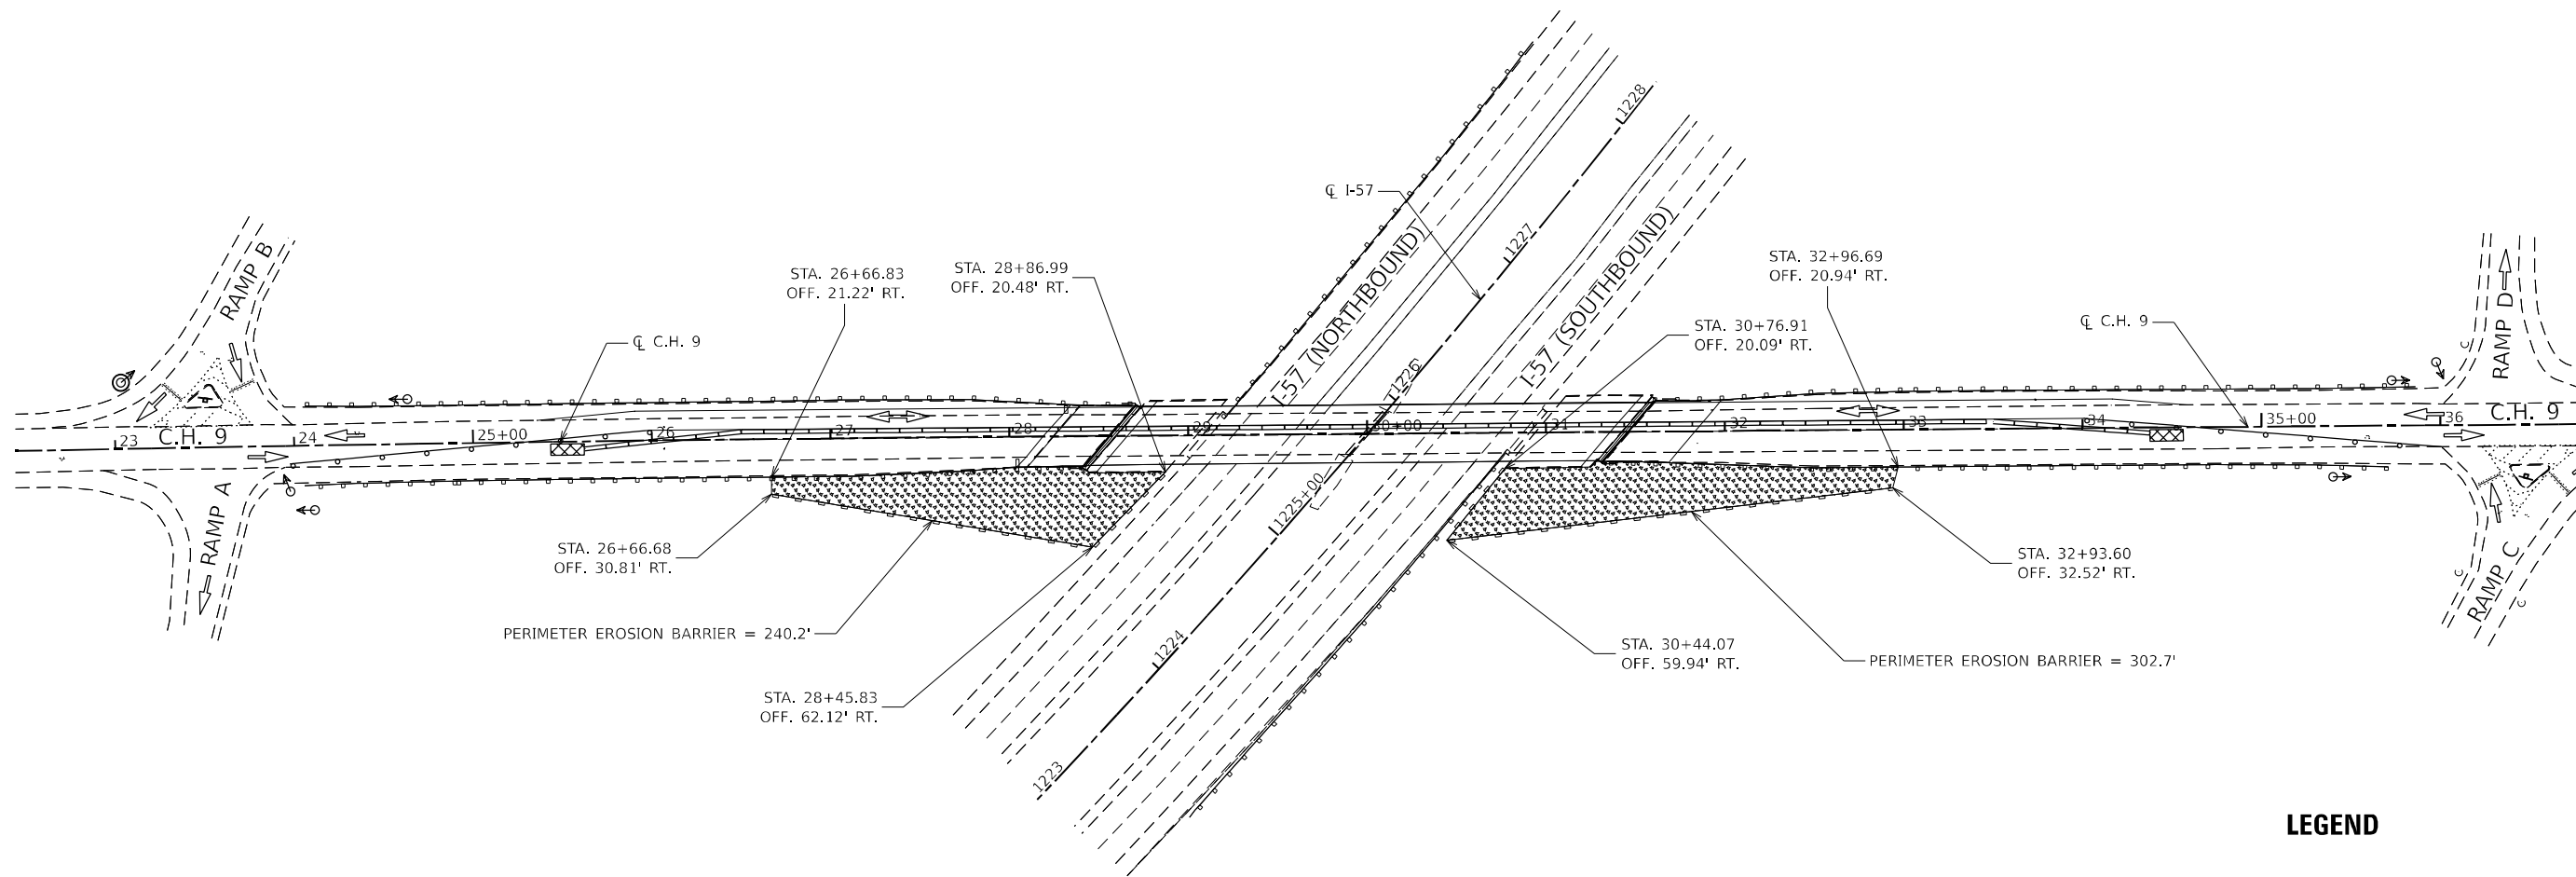 ℄ I-57
1228
1227
1226
1225+00
1224
1223
I-57 (NORTHBOUND)
I-57 (SOUTHBOUND)
RAMP B
RAMP D
STA. 26+66.83
OFF. 21.22' RT.
STA. 28+86.99
OFF. 20.48' RT.
STA. 32+96.69
OFF. 20.94' RT.
STA. 30+76.91
OFF. 20.09' RT.
℄ C.H. 9
℄ C.H. 9
C.H. 9
C.H. 9
23
24
25+00
26
27
28
29
30+00
31
32
33
34
35+00
36
RAMP A
RAMP C
STA. 26+66.68
OFF. 30.81' RT.
STA. 32+93.60
OFF. 32.52' RT.
PERIMETER EROSION BARRIER = 240.2'
STA. 30+44.07
OFF. 59.94' RT.
PERIMETER EROSION BARRIER = 302.7'
STA. 28+45.83
OFF. 62.12' RT.
LEGEND